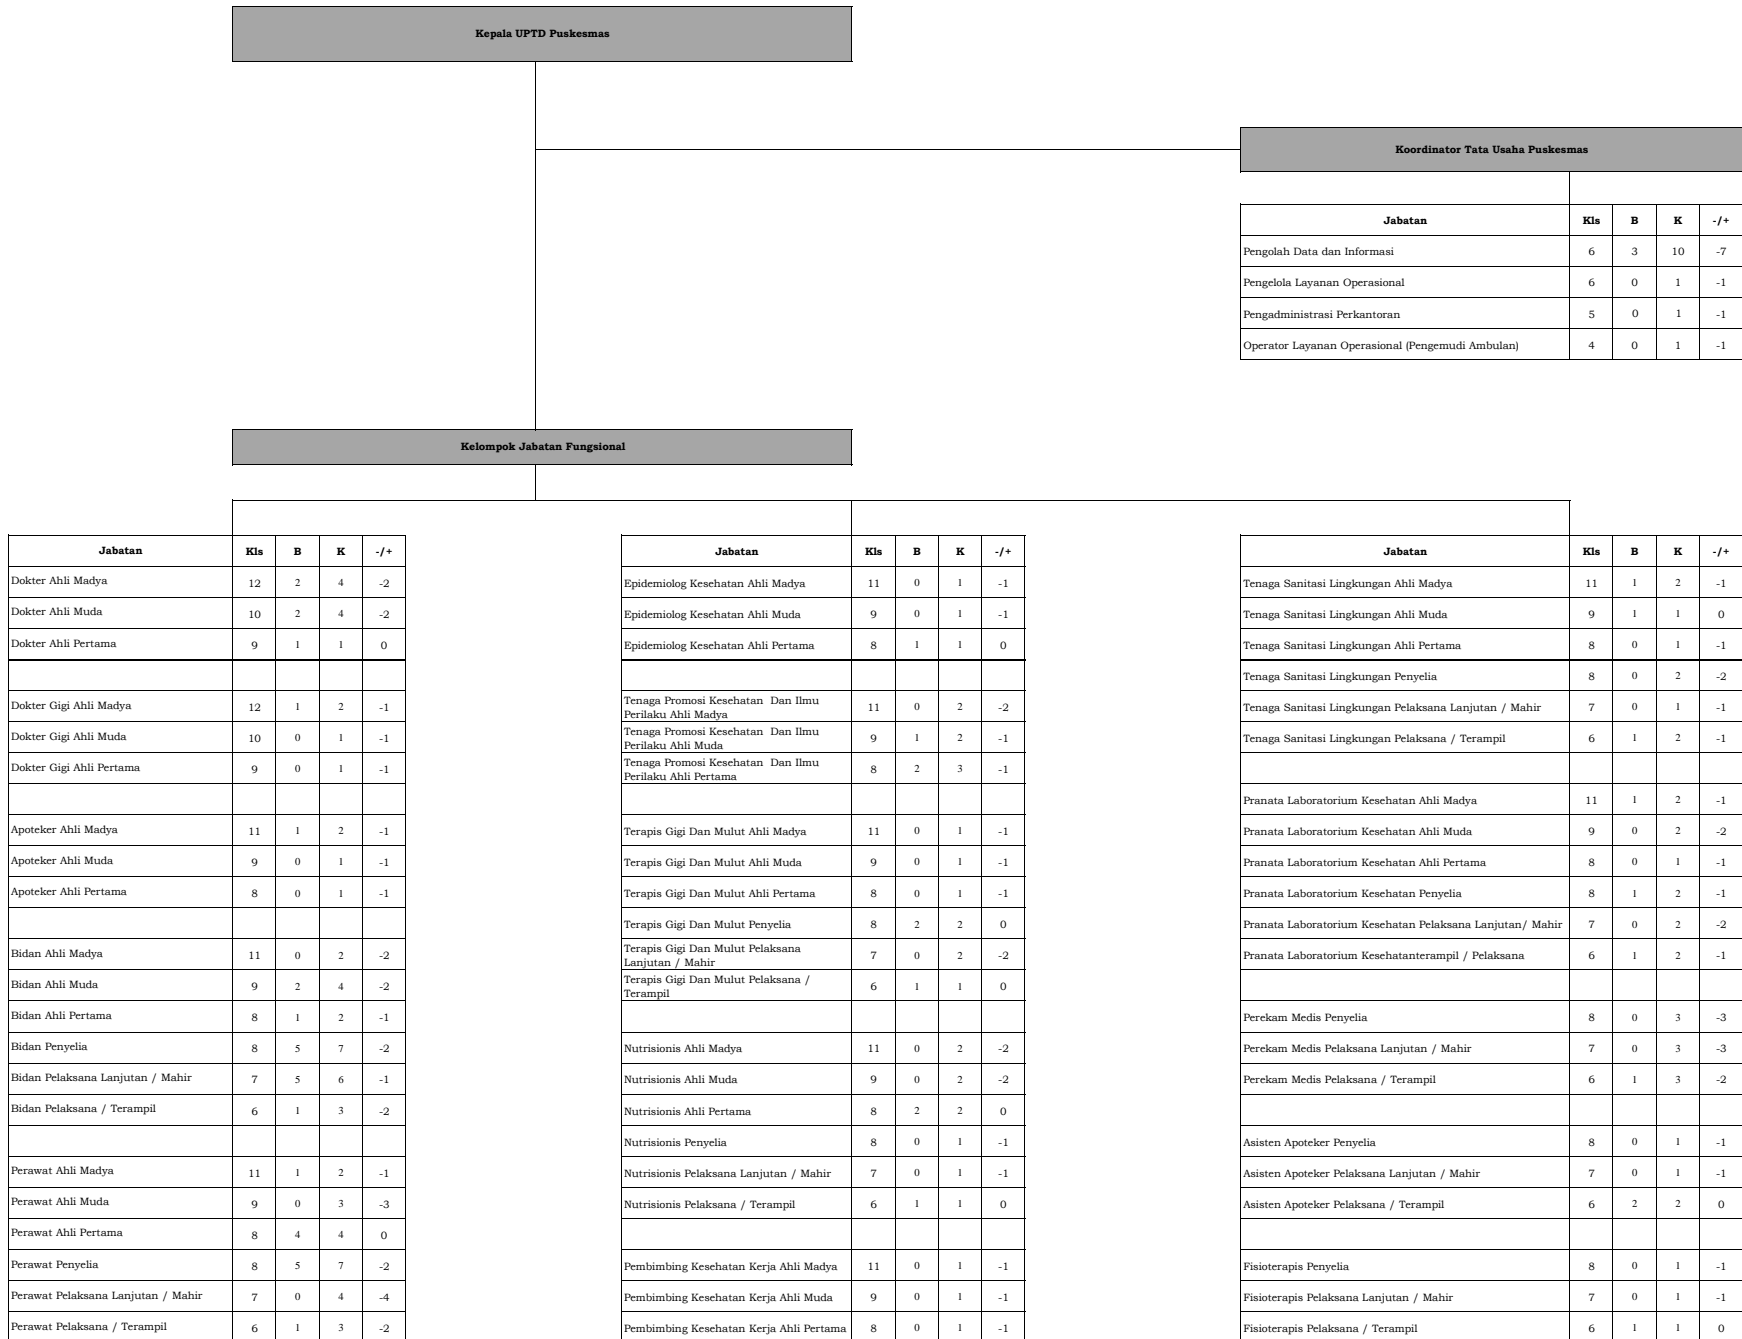 Kepala UPTD Puskesmas
Koordinator Tata Usaha Puskesmas
Jabatan Kls B K -/+
Pengolah Data dan Informasi 6 3 10 -7
Pengelola Layanan Operasional 6 0 1 -1
Pengadministrasi Perkantoran 5 0 1 -1
Operator Layanan Operasional (Pengemudi Ambulan) 4 0 1 -1
Kelompok Jabatan Fungsional
Jabatan Kls B K -/+
Dokter Ahli Madya 12 2 4 -2
Dokter Ahli Muda 10 2 4 -2
Dokter Ahli Pertama 9 1 1 0
Dokter Gigi Ahli Madya 12 1 2 -1
Dokter Gigi Ahli Muda 10 0 1 -1
Dokter Gigi Ahli Pertama 9 0 1 -1
Apoteker Ahli Madya 11 1 2 -1
Apoteker Ahli Muda 9 0 1 -1
Apoteker Ahli Pertama 8 0 1 -1
Bidan Ahli Madya 11 0 2 -2
Bidan Ahli Muda 9 2 4 -2
Bidan Ahli Pertama 8 1 2 -1
Bidan Penyelia 8 5 7 -2
Bidan Pelaksana Lanjutan / Mahir 7 5 6 -1
Bidan Pelaksana / Terampil 6 1 3 -2
Perawat Ahli Madya 11 1 2 -1
Perawat Ahli Muda 9 0 3 -3
Perawat Ahli Pertama 8 4 4 0
Perawat Penyelia 8 5 7 -2
Perawat Pelaksana Lanjutan / Mahir 7 0 4 -4
Perawat Pelaksana / Terampil 6 1 3 -2
Jabatan Kls B K -/+
Epidemiolog Kesehatan Ahli Madya 11 0 1 -1
Epidemiolog Kesehatan Ahli Muda 9 0 1 -1
Epidemiolog Kesehatan Ahli Pertama 8 1 1 0
Tenaga Promosi Kesehatan Dan Ilmu
Perilaku Ahli Madya 11 0 2 -2
Tenaga Promosi Kesehatan Dan Ilmu
Perilaku Ahli Muda 9 1 2 -1
Tenaga Promosi Kesehatan Dan Ilmu
Perilaku Ahli Pertama 8 2 3 -1
Terapis Gigi Dan Mulut Ahli Madya 11 0 1 -1
Terapis Gigi Dan Mulut Ahli Muda 9 0 1 -1
Terapis Gigi Dan Mulut Ahli Pertama 8 0 1 -1
Terapis Gigi Dan Mulut Penyelia 8 2 2 0
Terapis Gigi Dan Mulut Pelaksana
Lanjutan / Mahir 7 0 2 -2
Terapis Gigi Dan Mulut Pelaksana /
Terampil 6 1 1 0
Nutrisionis Ahli Madya 11 0 2 -2
Nutrisionis Ahli Muda 9 0 2 -2
Nutrisionis Ahli Pertama 8 2 2 0
Nutrisionis Penyelia 8 0 1 -1
Nutrisionis Pelaksana Lanjutan / Mahir 7 0 1 -1
Nutrisionis Pelaksana / Terampil 6 1 1 0
Pembimbing Kesehatan Kerja Ahli Madya 11 0 1 -1
Pembimbing Kesehatan Kerja Ahli Muda 9 0 1 -1
Pembimbing Kesehatan Kerja Ahli Pertama 8 0 1 -1
Jabatan Kls B K -/+
Tenaga Sanitasi Lingkungan Ahli Madya 11 1 2 -1
Tenaga Sanitasi Lingkungan Ahli Muda 9 1 1 0
Tenaga Sanitasi Lingkungan Ahli Pertama 8 0 1 -1
Tenaga Sanitasi Lingkungan Penyelia 8 0 2 -2
Tenaga Sanitasi Lingkungan Pelaksana Lanjutan / Mahir 7 0 1 -1
Tenaga Sanitasi Lingkungan Pelaksana / Terampil 6 1 2 -1
Pranata Laboratorium Kesehatan Ahli Madya 11 1 2 -1
Pranata Laboratorium Kesehatan Ahli Muda 9 0 2 -2
Pranata Laboratorium Kesehatan Ahli Pertama 8 0 1 -1
Pranata Laboratorium Kesehatan Penyelia 8 1 2 -1
Pranata Laboratorium Kesehatan Pelaksana Lanjutan/ Mahir 7 0 2 -2
Pranata Laboratorium Kesehatanterampil / Pelaksana 6 1 2 -1
Perekam Medis Penyelia 8 0 3 -3
Perekam Medis Pelaksana Lanjutan / Mahir 7 0 3 -3
Perekam Medis Pelaksana / Terampil 6 1 3 -2
Asisten Apoteker Penyelia 8 0 1 -1
Asisten Apoteker Pelaksana Lanjutan / Mahir 7 0 1 -1
Asisten Apoteker Pelaksana / Terampil 6 2 2 0
Fisioterapis Penyelia 8 0 1 -1
Fisioterapis Pelaksana Lanjutan / Mahir 7 0 1 -1
Fisioterapis Pelaksana / Terampil 6 1 1 0